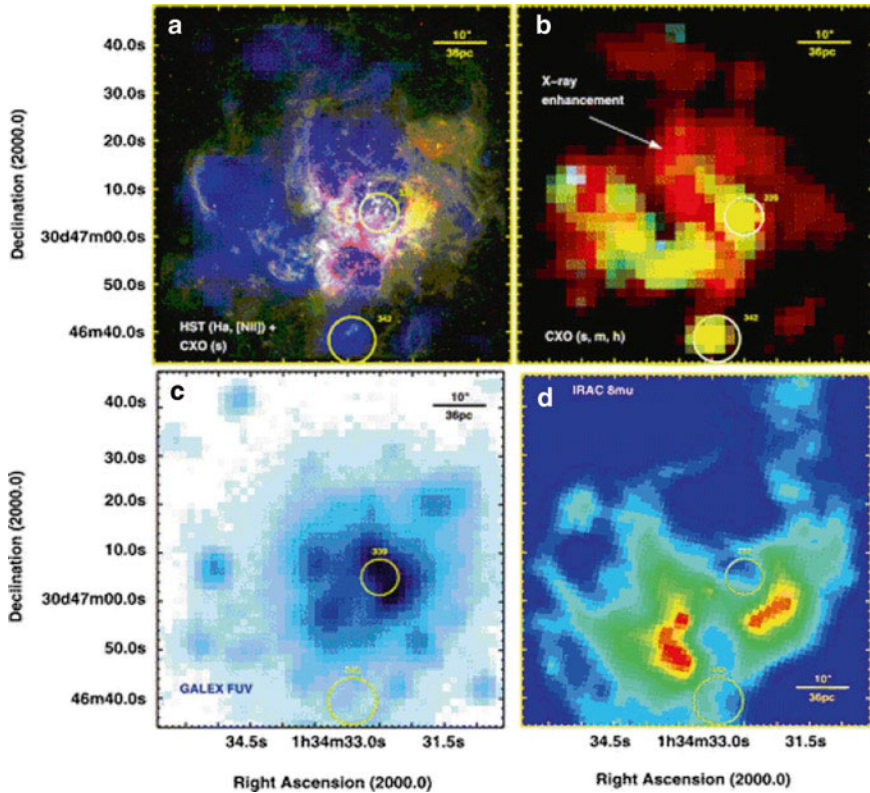 a
10"
36pc
40.0s
30.0s
20.0s
10.0s
30d47m00.0s
50.0s
46m40.0s
Declination (2000.0)
HST (Ha, [NII]) +
CXO (s)
342
b
10"
36pc
X-ray
enhancement
339
342
CXO (s, m, h)
c
10"
36pc
40.0s
30.0s
20.0s
10.0s
30d47m00.0s
50.0s
46m40.0s
Declination (2000.0)
339
GALEX FUV
34.5s
1h34m33.0s
31.5s
Right Ascension (2000.0)
d
IRAC 8mu
10"
36pc
34.5s
1h34m33.0s
31.5s
Right Ascension (2000.0)